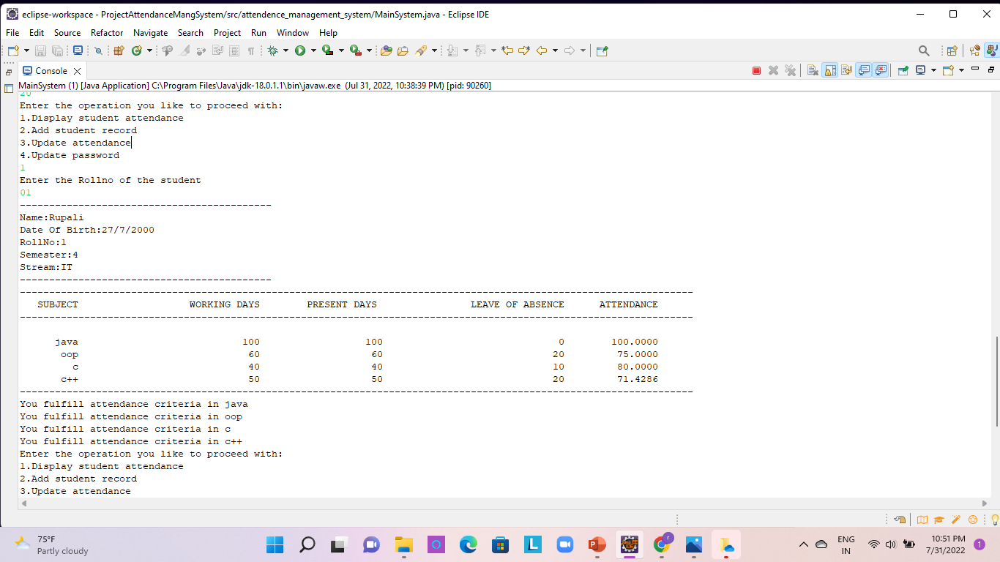 eclipse-workspace - ProjectAttendanceMangSystem/src/attendence_management_system/MainSystem.java - Eclipse IDE
File Edit Source Refactor Navigate Search Project Run Window Help
Console
MainSystem (1) [Java Application] C:\Program Files\Java\jdk-18.0.1.1\bin\javaw.exe (Jul 31, 2022, 10:38:39 PM) [pid: 90260]
20
Enter the operation you like to proceed with:
1.Display student attendance
2.Add student record
3.Update attendance
4.Update password
1
Enter the Rollno of the student
01
-------------------------------------------
Name:Rupali
Date Of Birth:27/7/2000
RollNo:1
Semester:4
Stream:IT
-------------------------------------------
-------------------------------------------------------------------------------------------------------------------
SUBJECT WORKING DAYS PRESENT DAYS LEAVE OF ABSENCE ATTENDANCE
-------------------------------------------------------------------------------------------------------------------
java 100 100 0 100.0000
oop 60 60 20 75.0000
c 40 40 10 80.0000
c++ 50 50 20 71.4286
-------------------------------------------------------------------------------------------------------------------
You fulfill attendance criteria in java
You fulfill attendance criteria in oop
You fulfill attendance criteria in c
You fulfill attendance criteria in c++
Enter the operation you like to proceed with:
1.Display student attendance
2.Add student record
3.Update attendance
75°F
Partly cloudy
ENG
IN
10:51 PM
7/31/2022
1